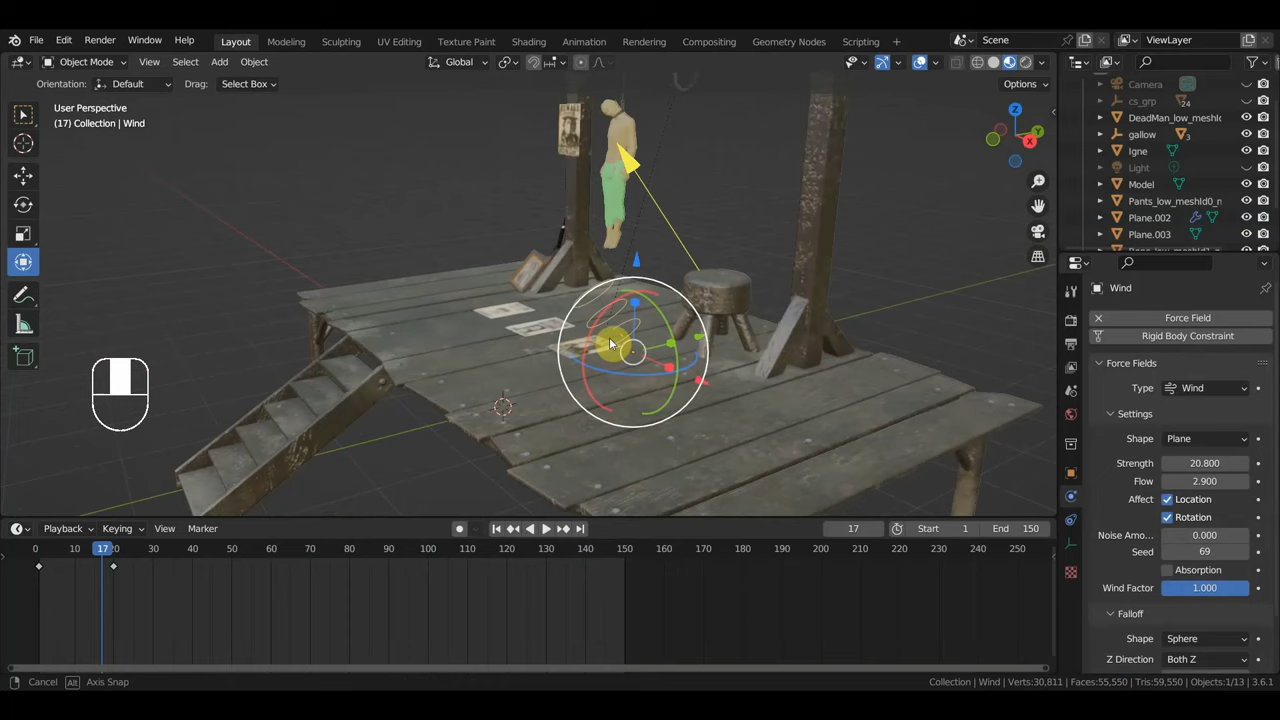 File Edit Render Window Help Layout Modeling Sculpting UV Editing Texture Paint Shading Animation Rendering Compositing Geometry Nodes Scripting + Scene ViewLayer
Object Mode View Select Add Object Global
Orientation: Default Drag: Select Box Options
User Perspective
(17) Collection | Wind
Z
Y
X
Camera
cs_grp 24
DeadMan_low_meshId
gallow 3
Igne
Light
Model
Pants_low_meshId0_n
Plane.002
Plane.003
Wind
Force Field
Rigid Body Constraint
Force Fields
Type Wind
Settings
Shape Plane
Strength 20.800
Flow 2.900
Affect Location
Rotation
Noise Amo... 0.000
Seed 69
Absorption
Wind Factor 1.000
Falloff
Shape Sphere
Z Direction Both Z
Playback Keying View Marker 17 Start 1 End 150
0 10 17 20 30 40 50 60 70 80 90 100 110 120 130 140 150 160 170 180 190 200 210 220 230 240 250
Cancel Alt Axis Snap Collection | Wind | Verts:30,811 | Faces:55,550 | Tris:59,550 | Objects:1/13 | 3.6.1